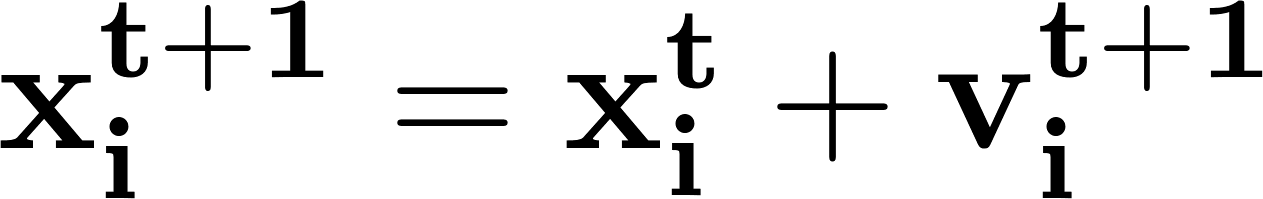 x_i^{t+1} = x_i^t + v_i^{t+1}